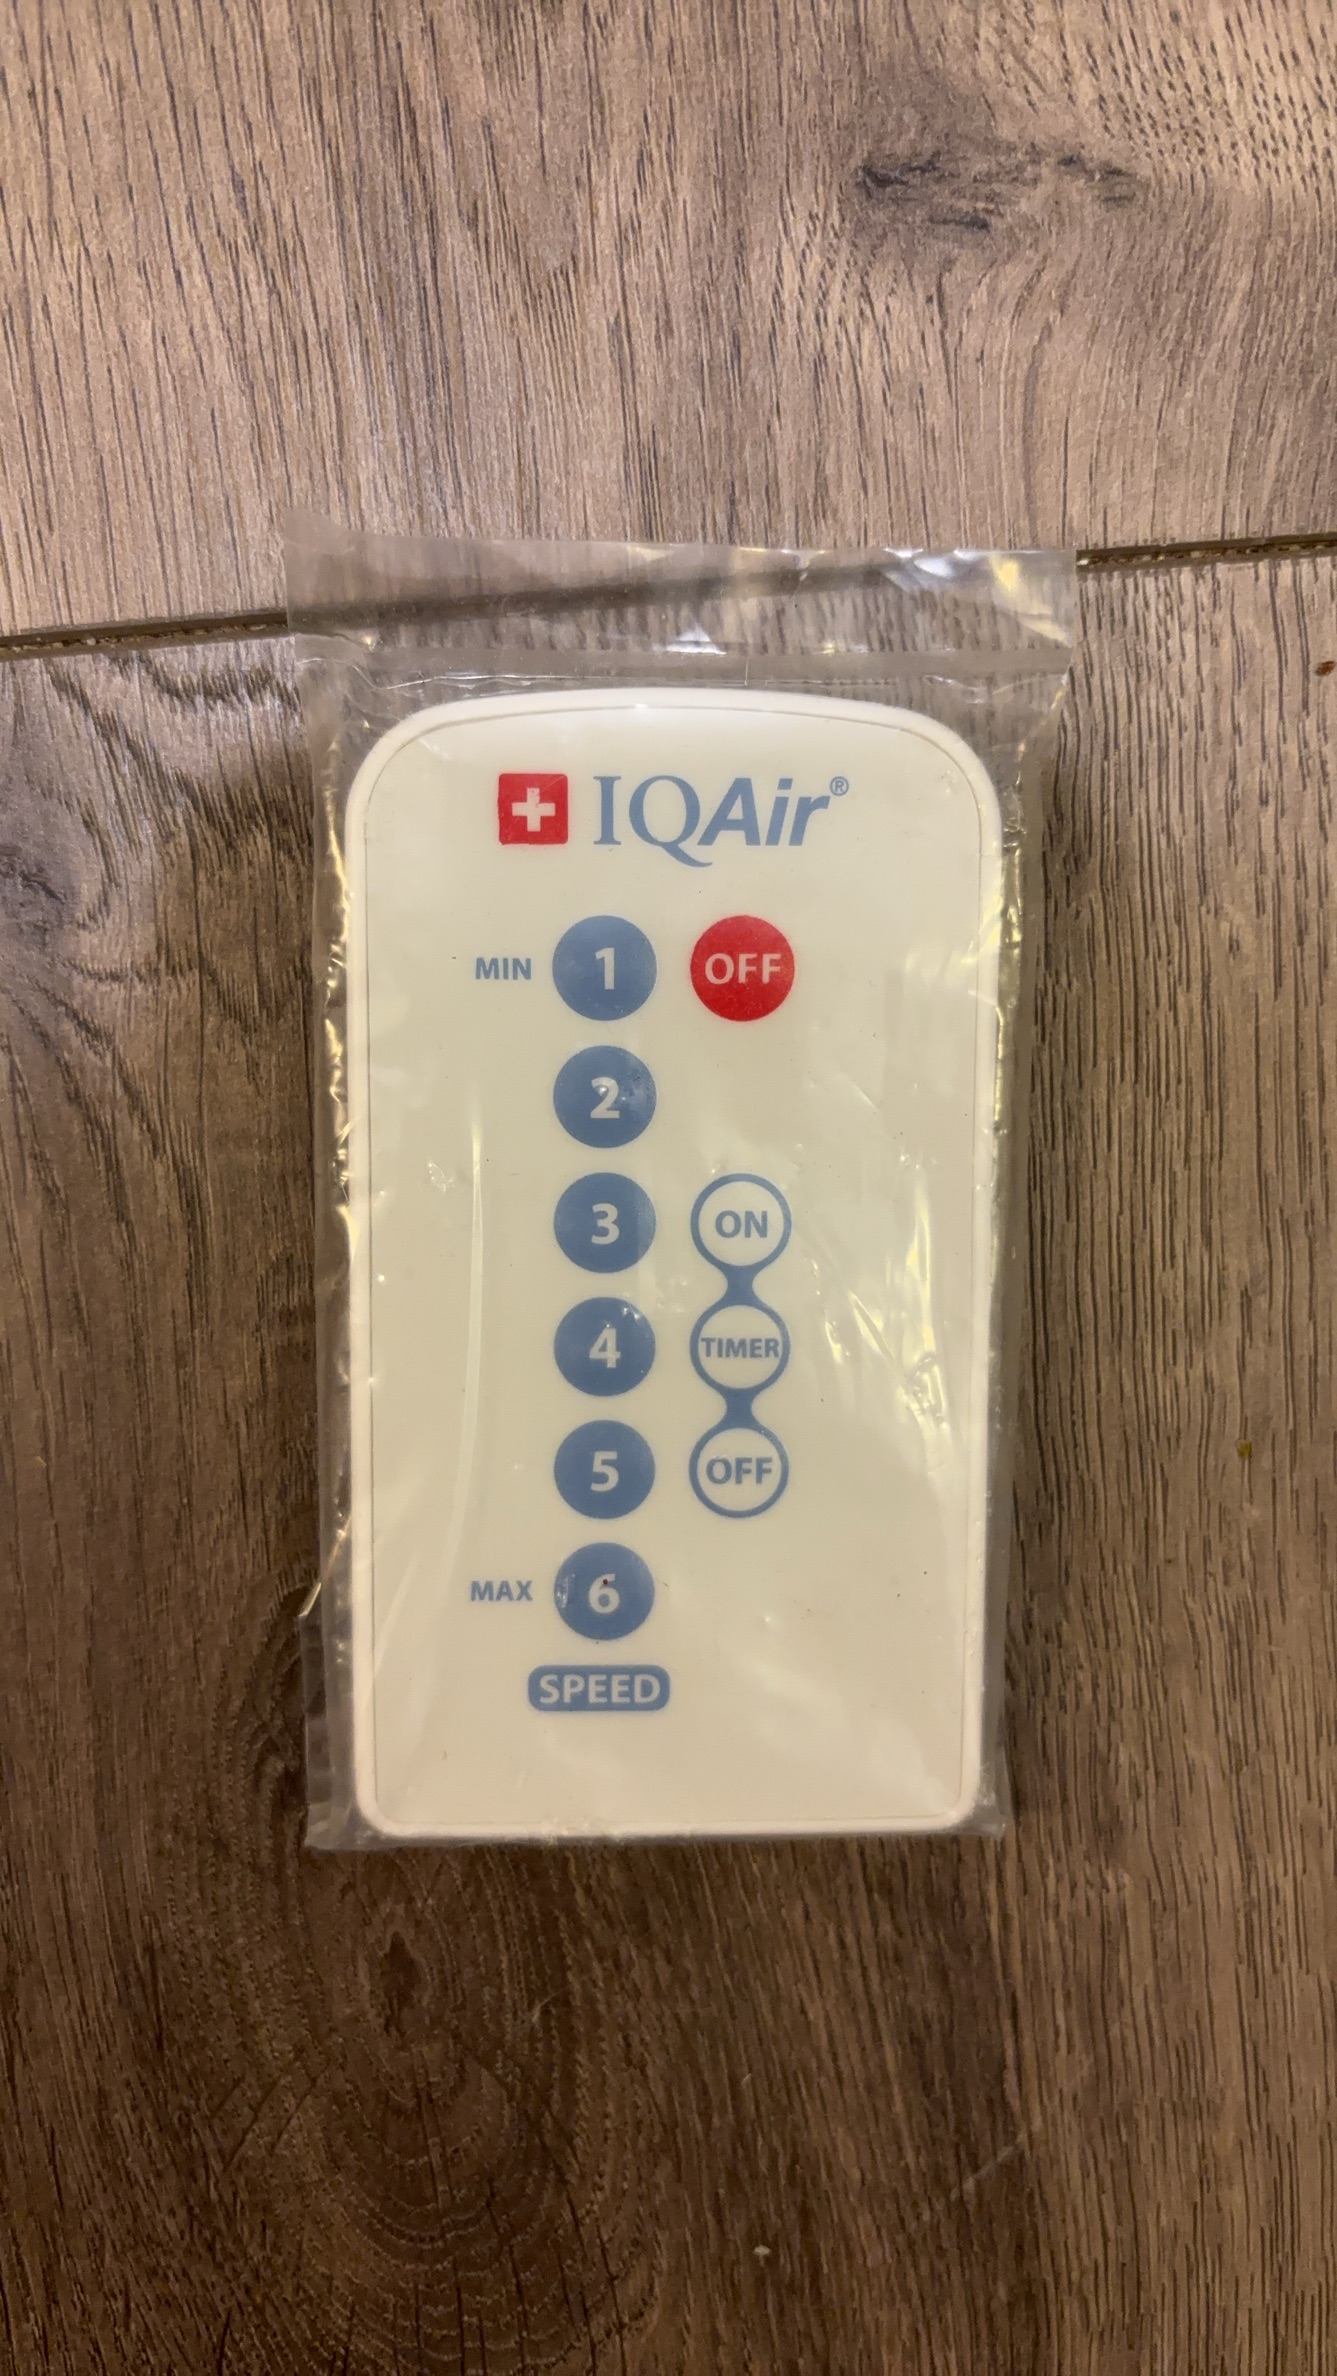 IQAir®
MIN 1 OFF
2
3 ON
4 TIMER
5 OFF
MAX 6
SPEED